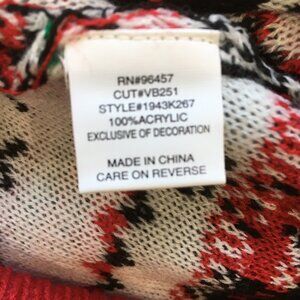 RN#96457
CUT#VB251
STYLE#1943K267
100%ACRYLIC
EXCLUSIVE OF DECORATION
MADE IN CHINA
CARE ON REVERSE